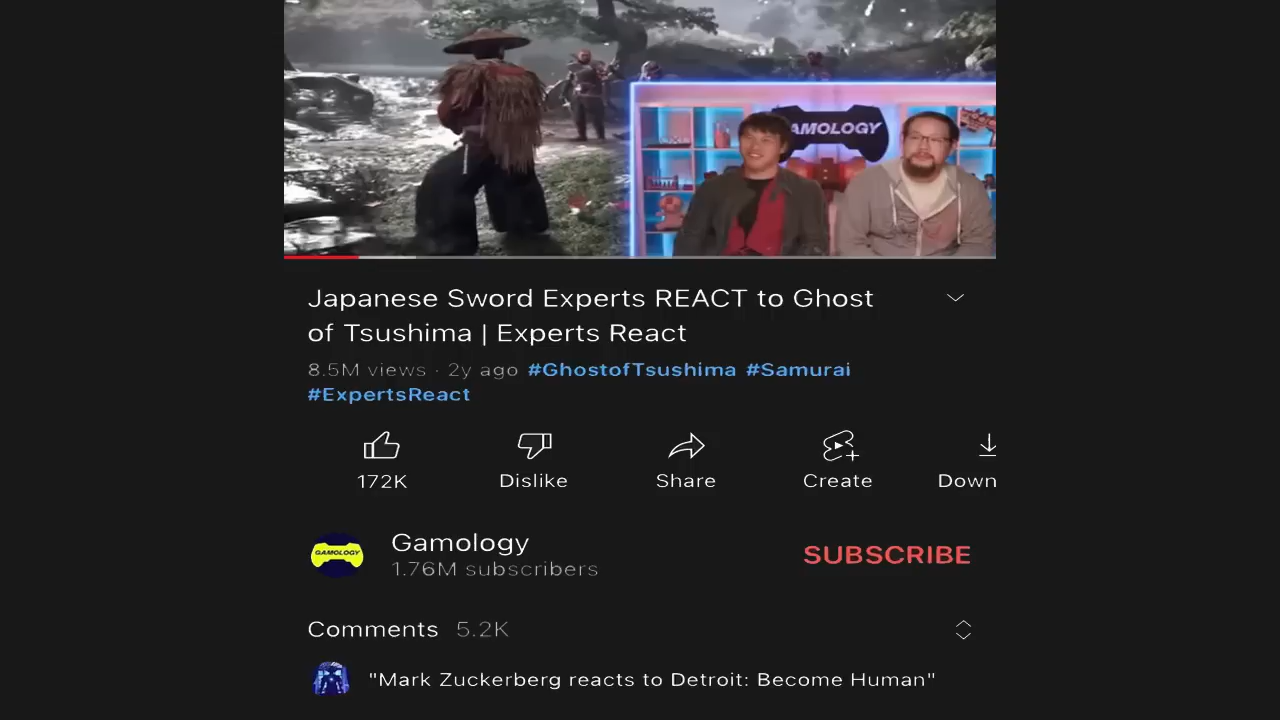 GAMOLOGY
Japanese Sword Experts REACT to Ghost
of Tsushima | Experts React
8.5M views · 2y ago #GhostofTsushima #Samurai
#ExpertsReact
172K Dislike Share Create Down
GAMOLOGY
Gamology
1.76M subscribers
SUBSCRIBE
Comments 5.2K
"Mark Zuckerberg reacts to Detroit: Become Human"